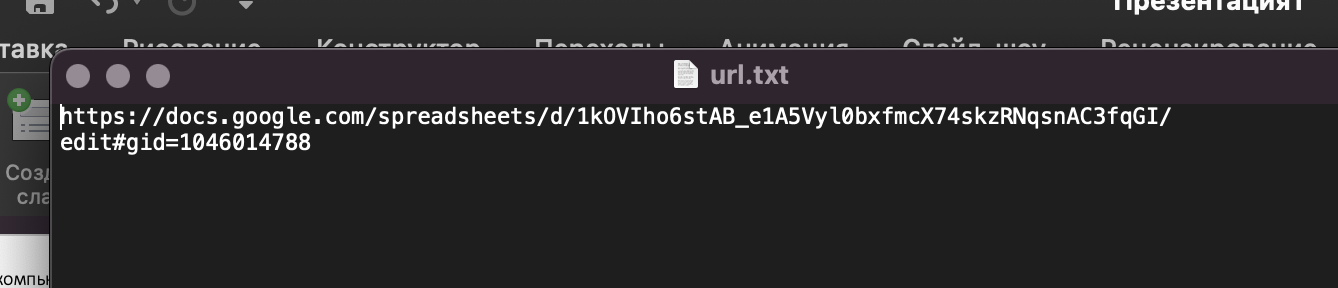 Презентация1
тавка Рисование Конструктор Переходы Анимация Слайд-шоу Рецензирование
url.txt
https://docs.google.com/spreadsheets/d/1kOVIho6stAB_e1A5Vyl0bxfmcX74skzRNqsnAC3fqGI/
edit#gid=1046014788
Созд
сла
компь